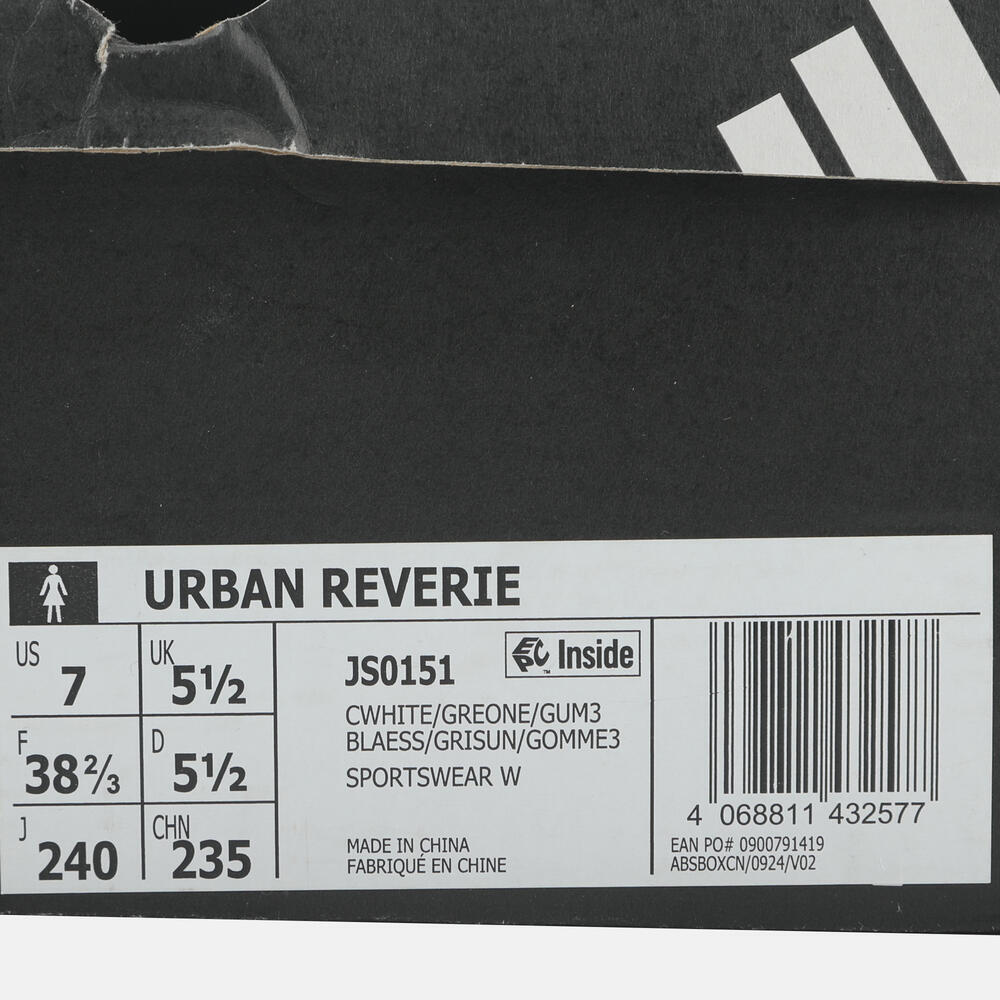 URBAN REVERIE
US 7
UK 5½
F 38⅔
D 5½
J 240
CHN 235
JS0151
EPC Inside
™
CWHITE/GREONE/GUM3
BLAESS/GRISUN/GOMME3
SPORTSWEAR W
MADE IN CHINA
FABRIQUÉ EN CHINE
4 068811 432577
EAN PO# 0900791419
ABSBOXCN/0924/V02